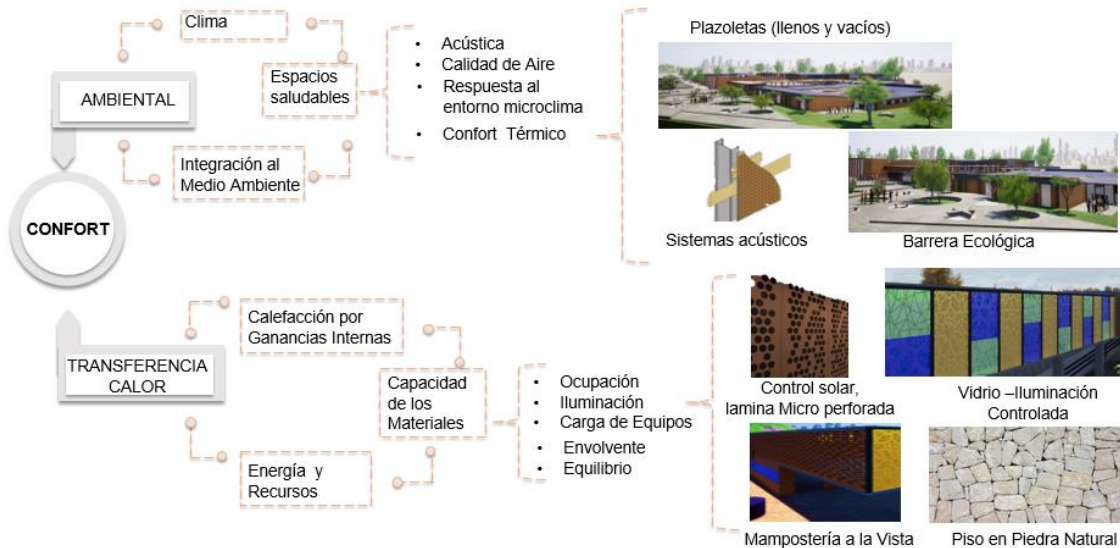 Clima
AMBIENTAL
Espacios
saludables
Integración al
Medio Ambiente
CONFORT
• Acústica
• Calidad de Aire
• Respuesta al
entorno microclima
• Confort Térmico
Plazoletas (llenos y vacíos)
Sistemas acústicos
Barrera Ecológica
Calefacción por
Ganancias Internas
TRANSFERENCIA
CALOR
Capacidad
de los
Materiales
Energía y
Recursos
• Ocupación
• Iluminación
• Carga de Equipos
• Envolvente
• Equilibrio
Control solar,
lamina Micro perforada
Vidrio –Iluminación
Controlada
Mampostería a la Vista
Piso en Piedra Natural